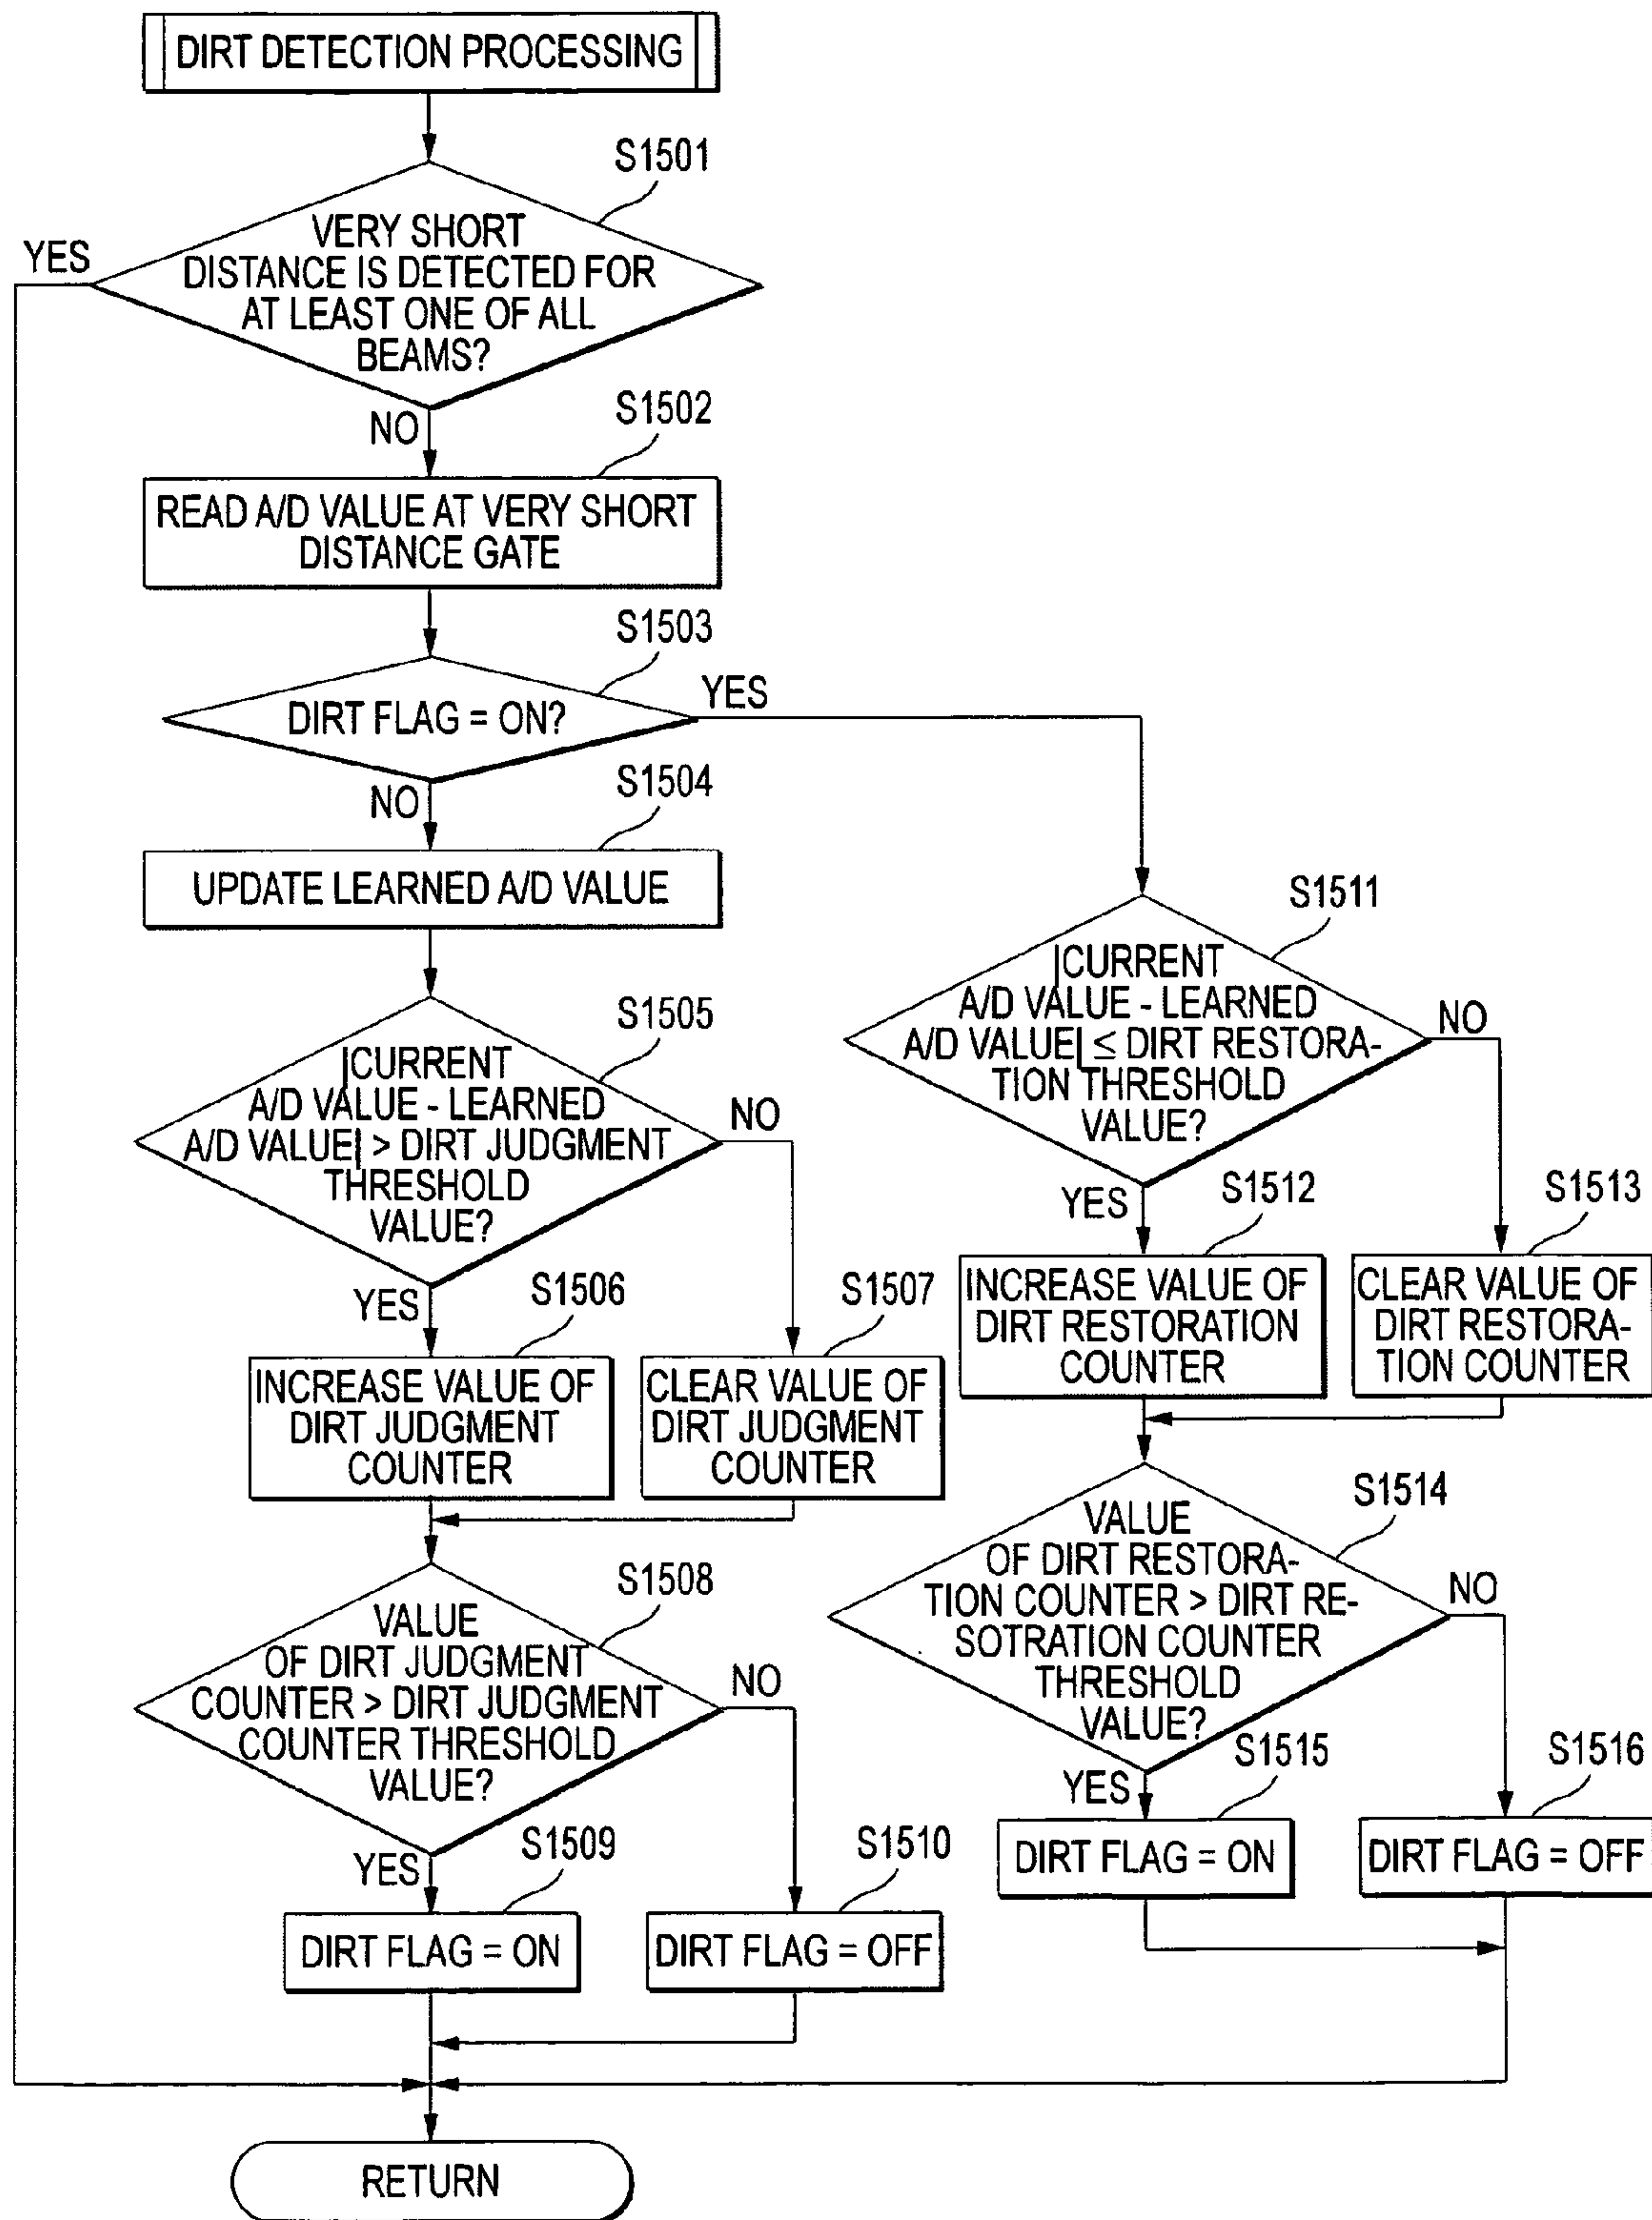 DIRT DETECTION PROCESSING
S1501
VERY SHORT
DISTANCE IS DETECTED FOR
AT LEAST ONE OF ALL
BEAMS?
YES
NO
S1502
READ A/D VALUE AT VERY SHORT
DISTANCE GATE
S1503
DIRT FLAG = ON?
YES
NO
S1504
UPDATE LEARNED A/D VALUE
S1505
|CURRENT
A/D VALUE - LEARNED
A/D VALUE| > DIRT JUDGMENT
THRESHOLD
VALUE?
NO
YES
S1506
INCREASE VALUE OF
DIRT JUDGMENT
COUNTER
S1507
CLEAR VALUE OF
DIRT JUDGMENT
COUNTER
S1508
VALUE
OF DIRT JUDGMENT
COUNTER > DIRT JUDGMENT
COUNTER THRESHOLD
VALUE?
NO
YES
S1509
DIRT FLAG = ON
S1510
DIRT FLAG = OFF
S1511
|CURRENT
A/D VALUE - LEARNED
A/D VALUE| ≤ DIRT RESTORA-
TION THRESHOLD
VALUE?
NO
YES
S1512
INCREASE VALUE OF
DIRT RESTORATION
COUNTER
S1513
CLEAR VALUE OF
DIRT RESTORA-
TION COUNTER
S1514
VALUE
OF DIRT RESTORA-
TION COUNTER > DIRT RE-
SOTRATION COUNTER
THRESHOLD
VALUE?
NO
YES
S1515
DIRT FLAG = ON
S1516
DIRT FLAG = OFF
RETURN